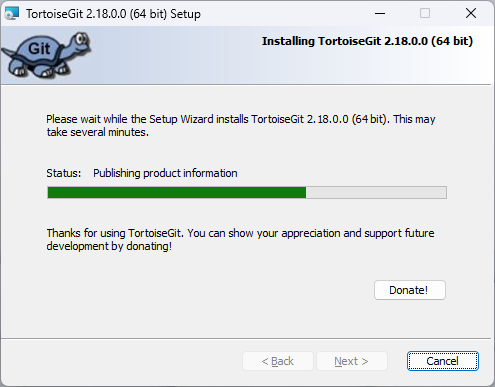 TortoiseGit 2.18.0.0 (64 bit) Setup
Git
Installing TortoiseGit 2.18.0.0 (64 bit)
Please wait while the Setup Wizard installs TortoiseGit 2.18.0.0 (64 bit). This may
take several minutes.
Status: Publishing product information
Thanks for using TortoiseGit. You can show your appreciation and support future
development by donating!
Donate!
< Back Next > Cancel